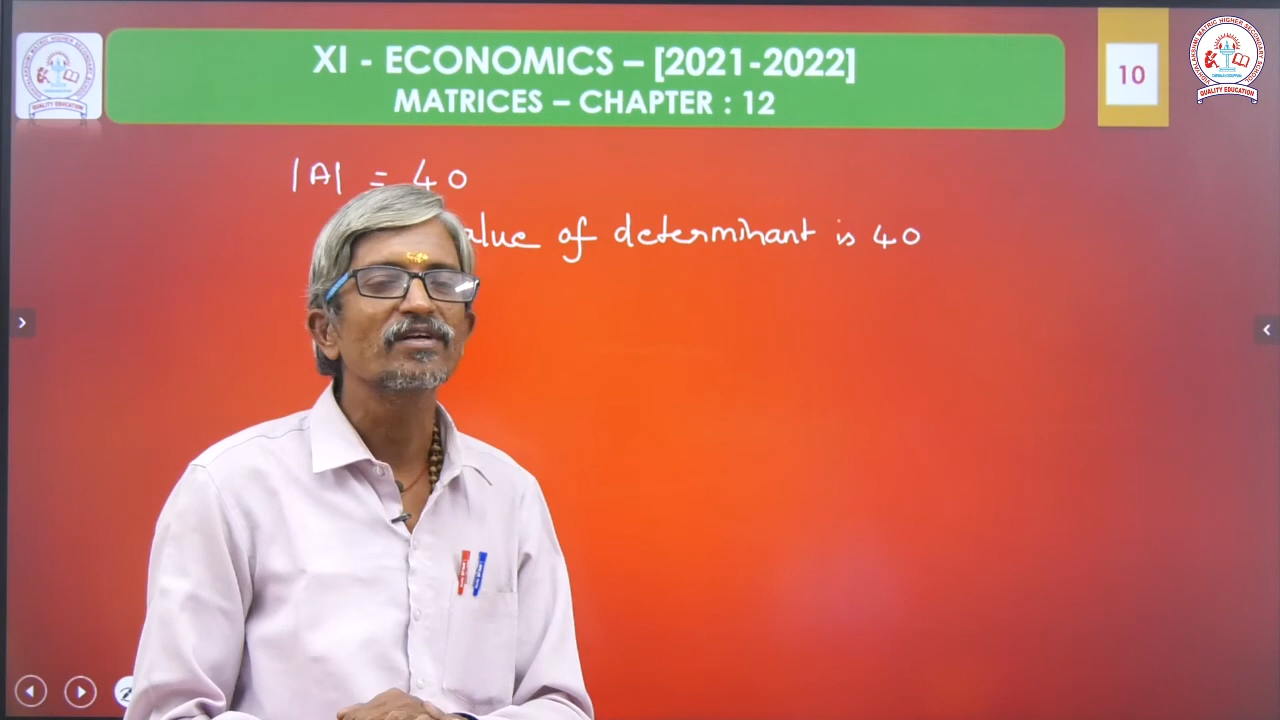 XI - ECONOMICS – [2021-2022]
MATRICES – CHAPTER : 12
10
QUALITY EDUCATION
QUALITY EDUCATION
|A| = 40
alue of determinant is 40